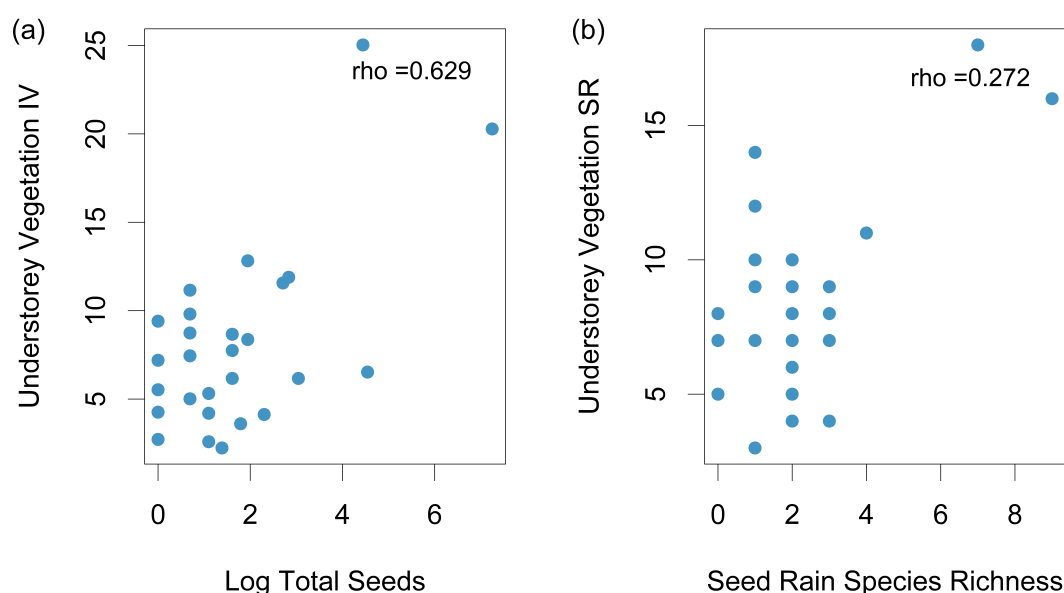 (a)
rho =0.629
Understorey Vegetation IV
25
20
15
10
5
0 2 4 6
Log Total Seeds
(b)
rho =0.272
Understorey Vegetation SR
15
10
5
0 2 4 6 8
Seed Rain Species Richness